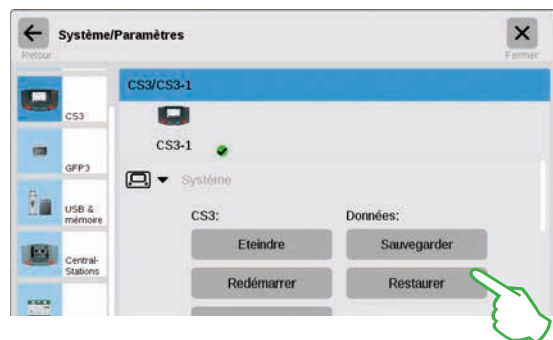 Système/Paramètres
Retour
Fermer
CS3/CS3-1
CS3
CS3-1
GFP3
Système
USB &
mémoire
CS3:
Données:
Eteindre
Sauvegarder
Central-
Stations
Redémarrer
Restaurer